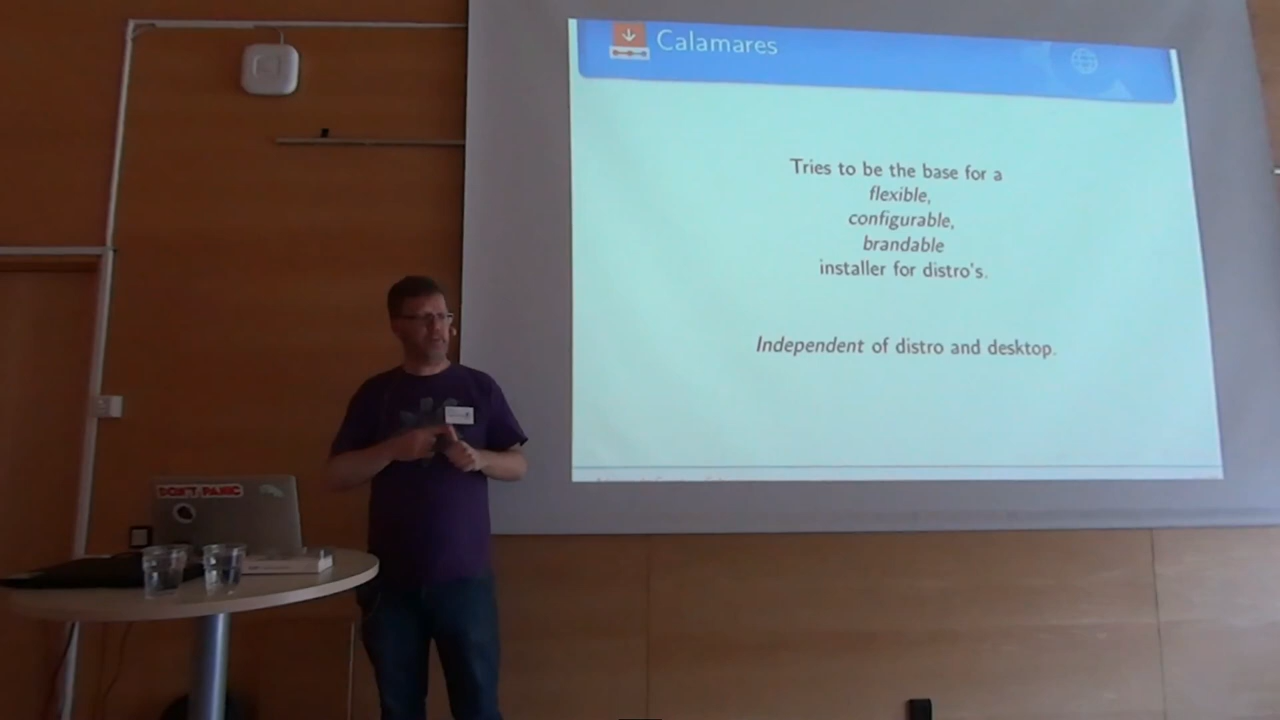 Calamares
Tries to be the base for a
flexible,
configurable,
brandable
installer for distro's.
Independent of distro and desktop.
DON'T PANIC